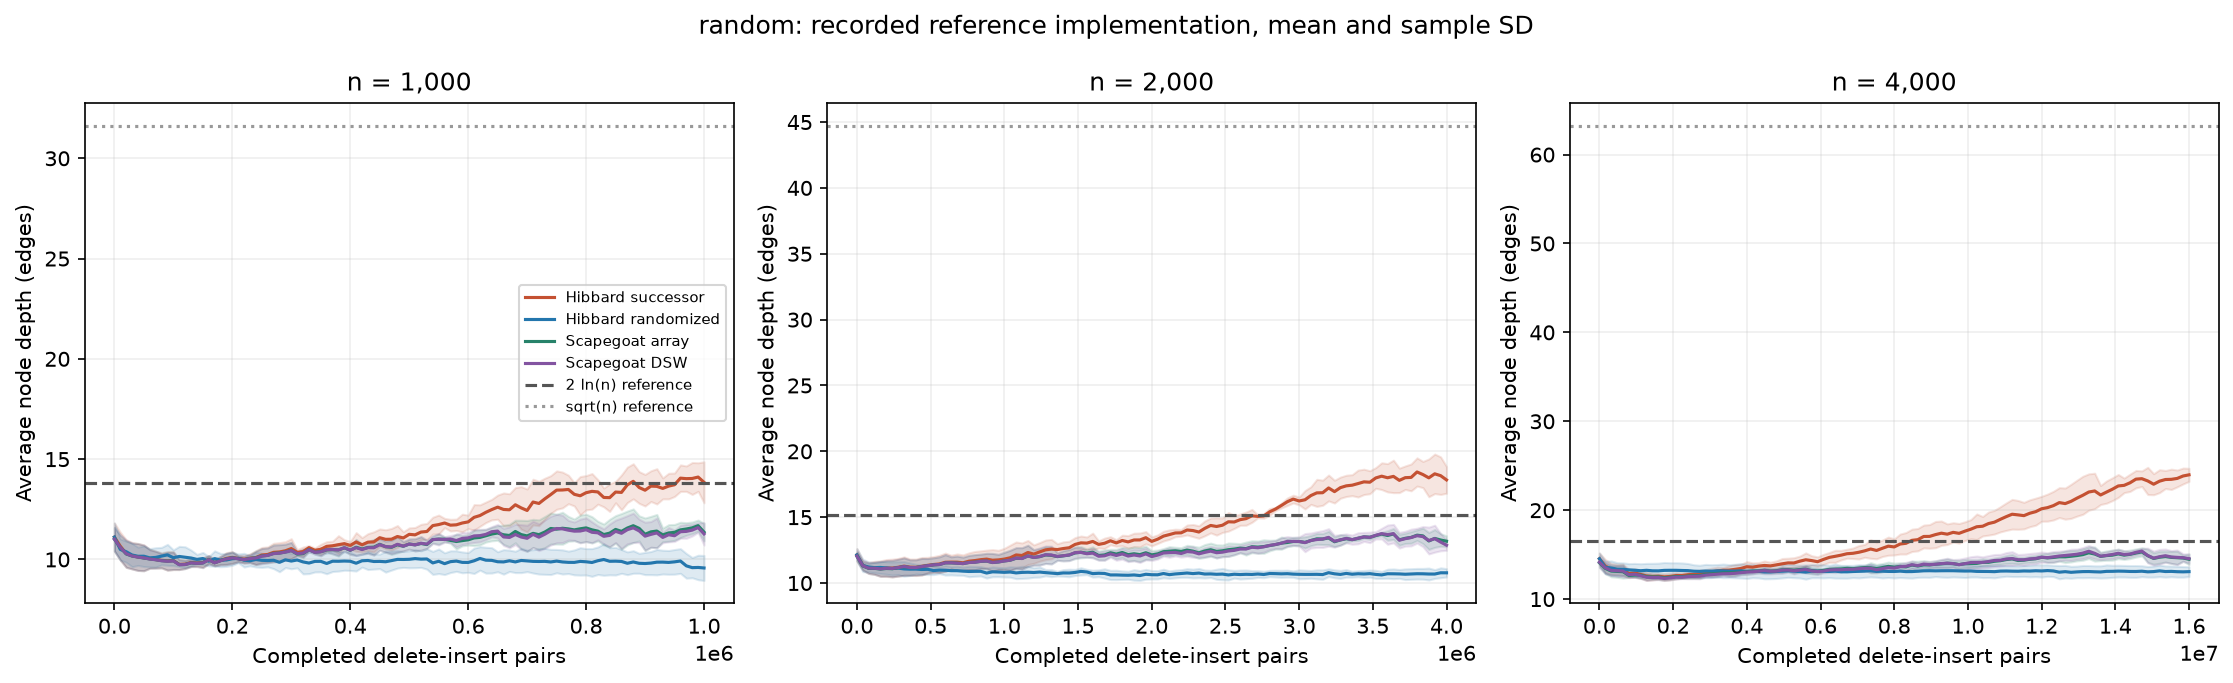 random: recorded reference implementation, mean and sample SD
n = 1,000
30
25
20
15
10
Average node depth (edges)
Hibbard successor
Hibbard randomized
Scapegoat array
Scapegoat DSW
2 ln(n) reference
sqrt(n) reference
0.0 0.2 0.4 0.6 0.8 1.0
1e6
Completed delete-insert pairs
n = 2,000
45
40
35
30
25
20
15
10
Average node depth (edges)
0.0 0.5 1.0 1.5 2.0 2.5 3.0 3.5 4.0
1e6
Completed delete-insert pairs
n = 4,000
60
50
40
30
20
10
Average node depth (edges)
0.0 0.2 0.4 0.6 0.8 1.0 1.2 1.4 1.6
1e7
Completed delete-insert pairs